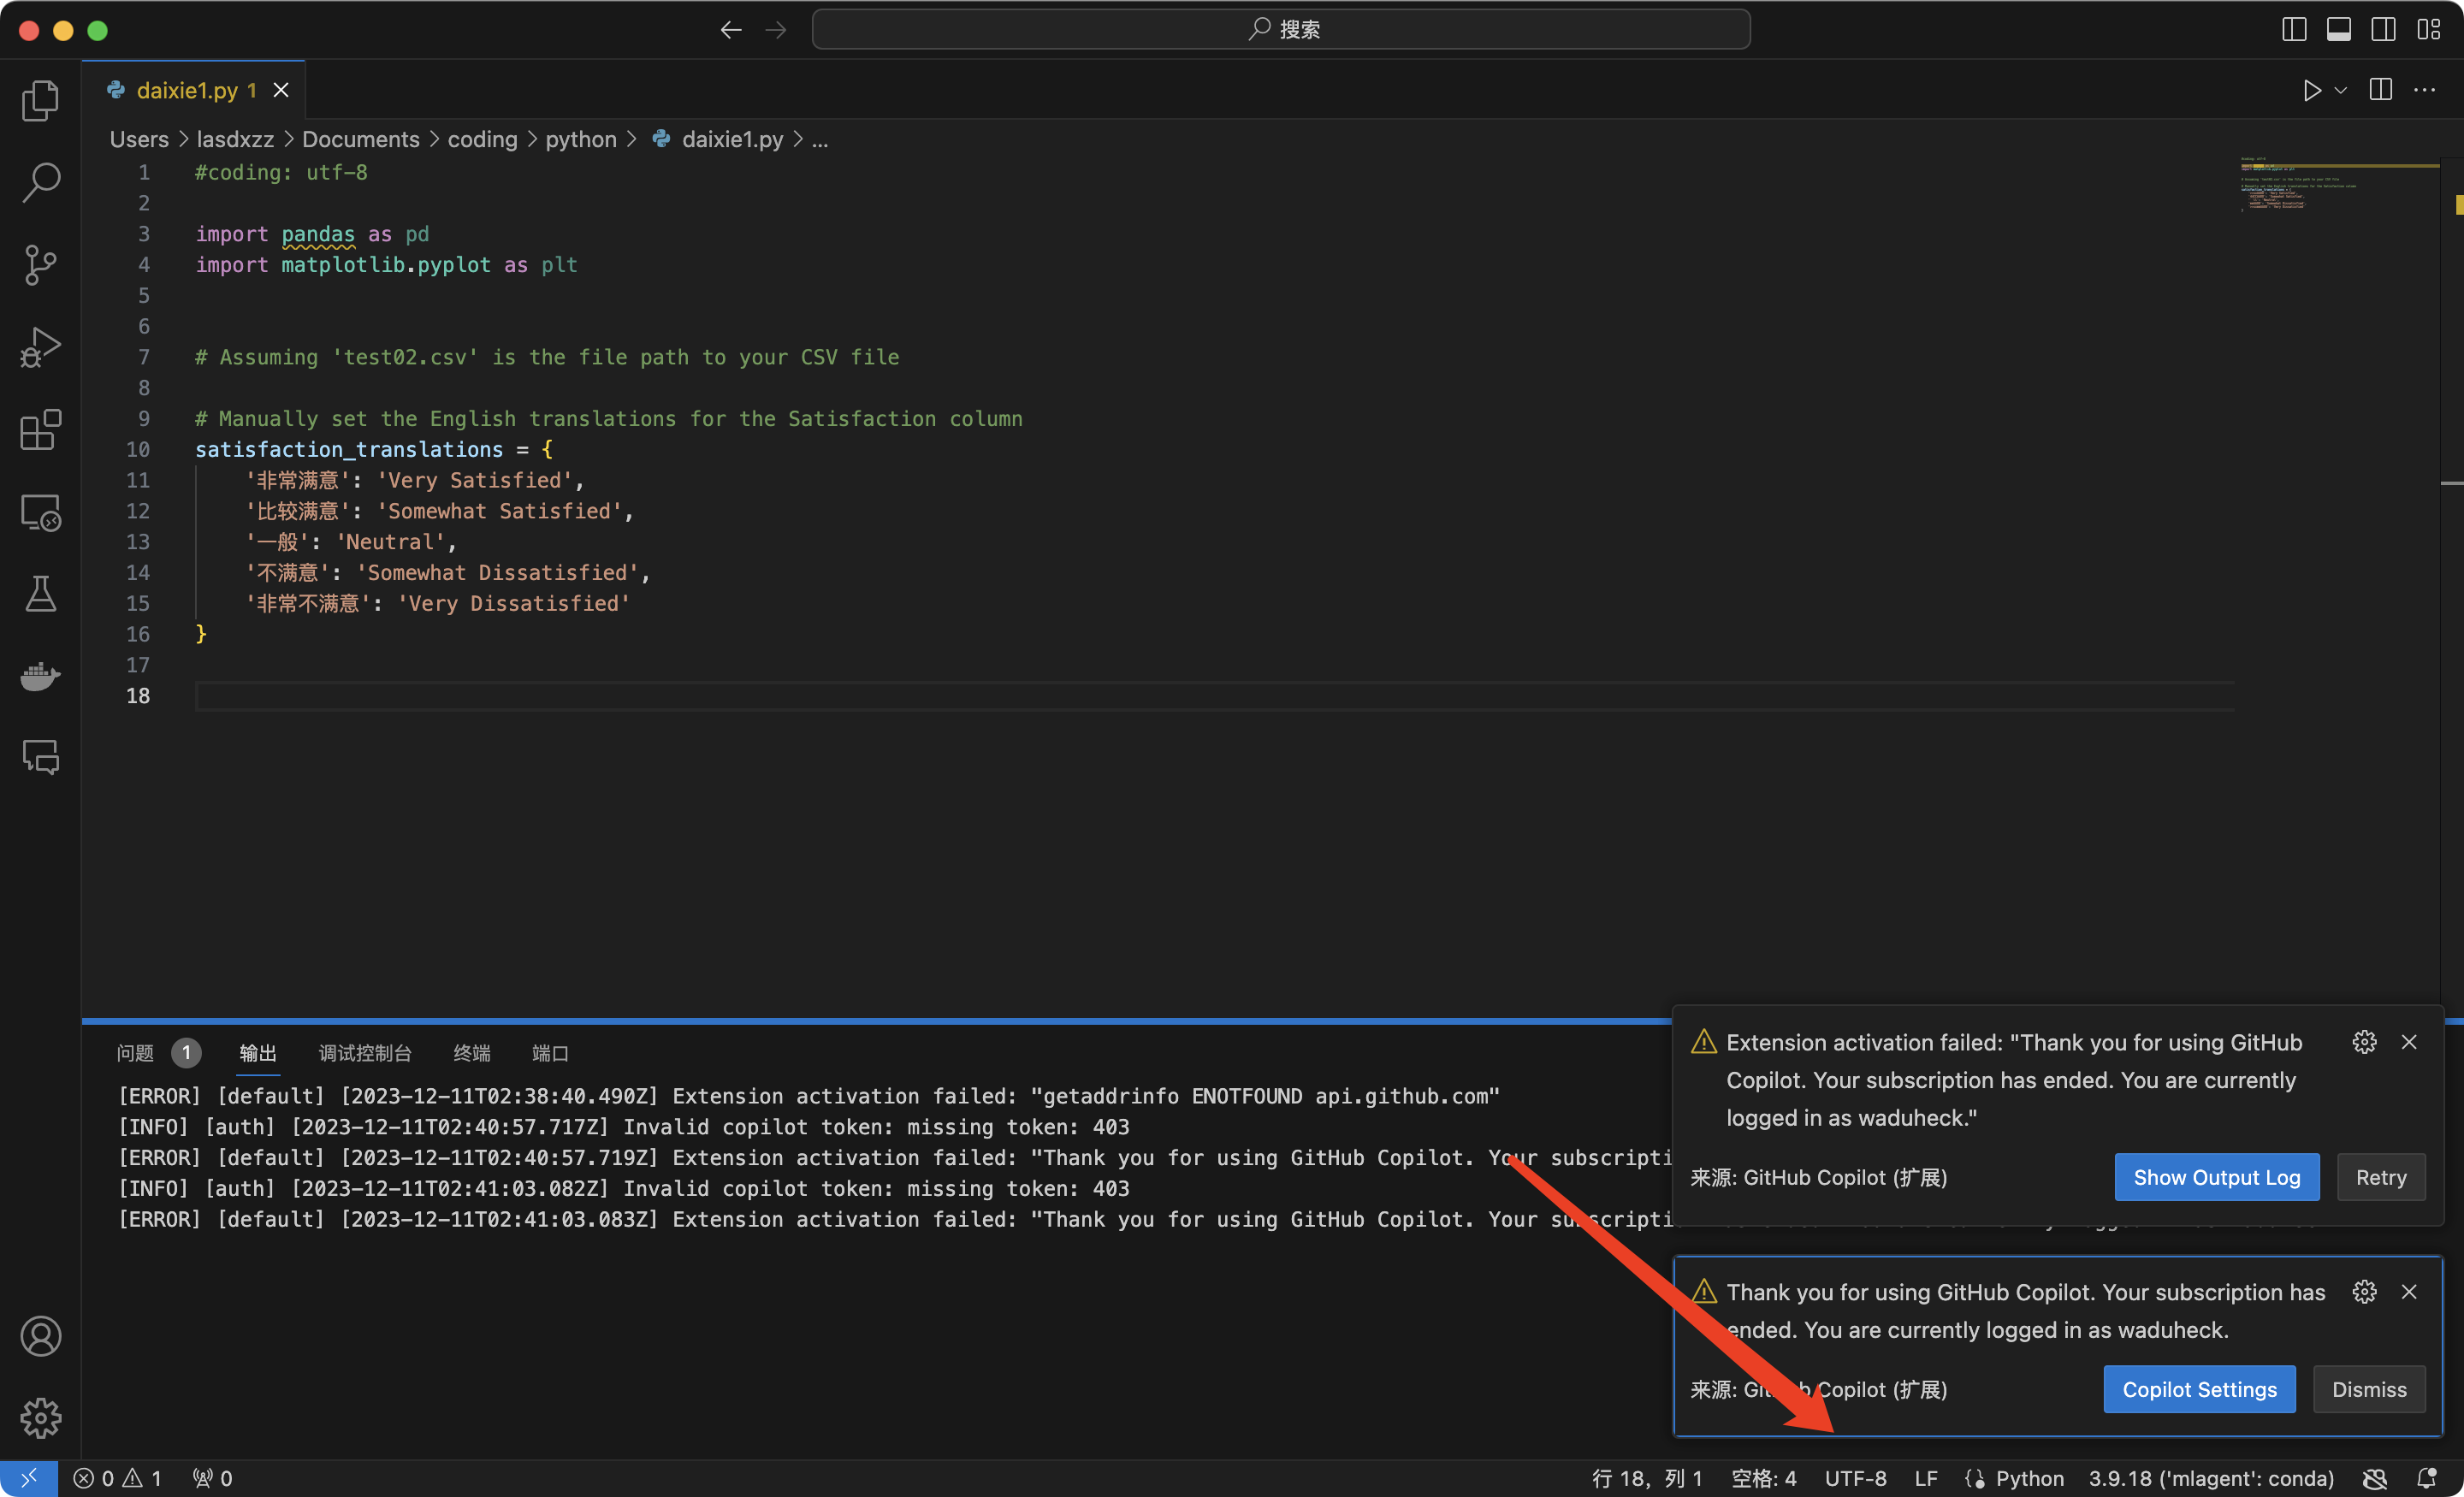 搜索
daixie1.py 1
Users > lasdxzz > Documents > coding > python > daixie1.py > ...
1 #coding: utf-8
2
3 import pandas as pd
4 import matplotlib.pyplot as plt
5
6
7 # Assuming 'test02.csv' is the file path to your CSV file
8
9 # Manually set the English translations for the Satisfaction column
10 satisfaction_translations = {
11 '非常满意': 'Very Satisfied',
12 '比较满意': 'Somewhat Satisfied',
13 '一般': 'Neutral',
14 '不满意': 'Somewhat Dissatisfied',
15 '非常不满意': 'Very Dissatisfied'
16 }
17
18
问题 1 输出 调试控制台 终端 端口
[ERROR] [default] [2023-12-11T02:38:40.490Z] Extension activation failed: "getaddrinfo ENOTFOUND api.github.com"
[INFO] [auth] [2023-12-11T02:40:57.717Z] Invalid copilot token: missing token: 403
[ERROR] [default] [2023-12-11T02:40:57.719Z] Extension activation failed: "Thank you for using GitHub Copilot. Your subscripti
[INFO] [auth] [2023-12-11T02:41:03.082Z] Invalid copilot token: missing token: 403
[ERROR] [default] [2023-12-11T02:41:03.083Z] Extension activation failed: "Thank you for using GitHub Copilot. Your subscripti
Extension activation failed: "Thank you for using GitHub
Copilot. Your subscription has ended. You are currently
logged in as waduheck."
来源: GitHub Copilot (扩展) Show Output Log Retry
Thank you for using GitHub Copilot. Your subscription has
ended. You are currently logged in as waduheck.
来源: GitHub Copilot (扩展) Copilot Settings Dismiss
0 1 0 行 18, 列 1 空格: 4 UTF-8 LF Python 3.9.18 ('mlagent': conda)